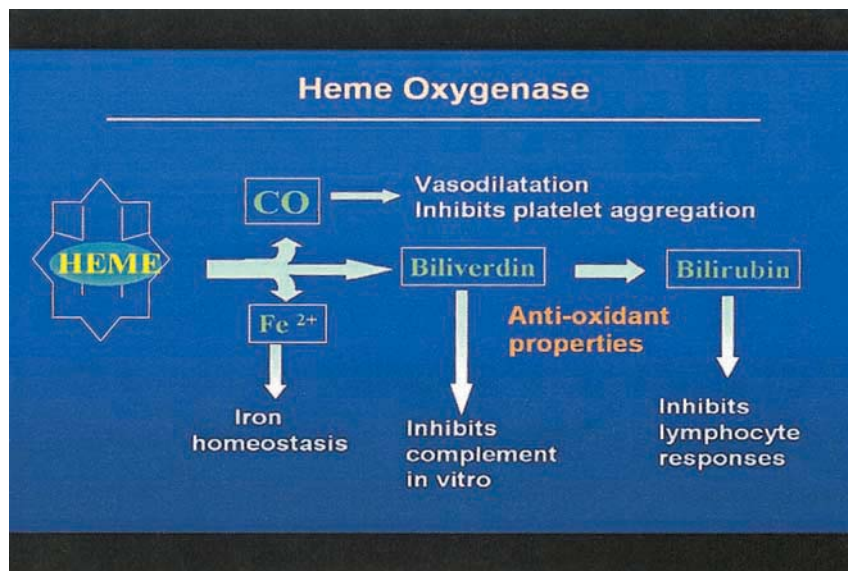 Heme Oxygenase
CO
Vasodilatation
Inhibits platelet aggregation
HEME
Biliverdin
Bilirubin
Fe 2+
Anti-oxidant
properties
Iron
homeostasis
Inhibits
complement
in vitro
Inhibits
lymphocyte
responses